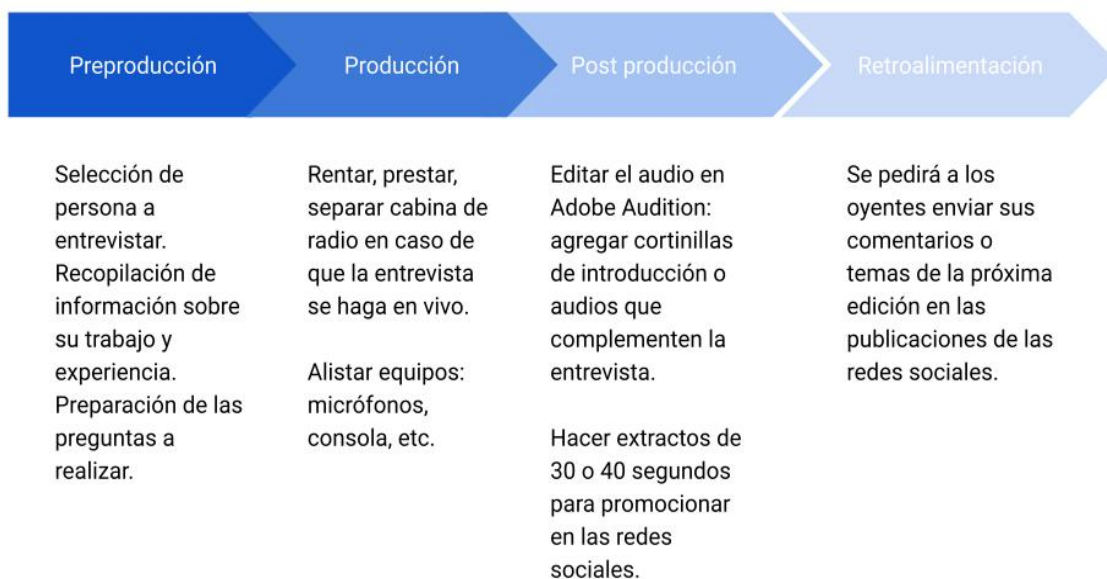 Preproducción
Producción
Post producción
Retroalimentación
Selección de
persona a
entrevistar.
Recopilación de
información sobre
su trabajo y
experiencia.
Preparación de las
preguntas a
realizar.
Rentar, prestar,
separar cabina de
radio en caso de
que la entrevista
se haga en vivo.
Alistar equipos:
micrófonos,
consola, etc.
Editar el audio en
Adobe Audition:
agregar cortinillas
de introducción o
audios que
complementen la
entrevista.
Hacer extractos de
30 o 40 segundos
para promocionar
en las redes
sociales.
Se pedirá a los
oyentes enviar sus
comentarios o
temas de la próxima
edición en las
publicaciones de las
redes sociales.